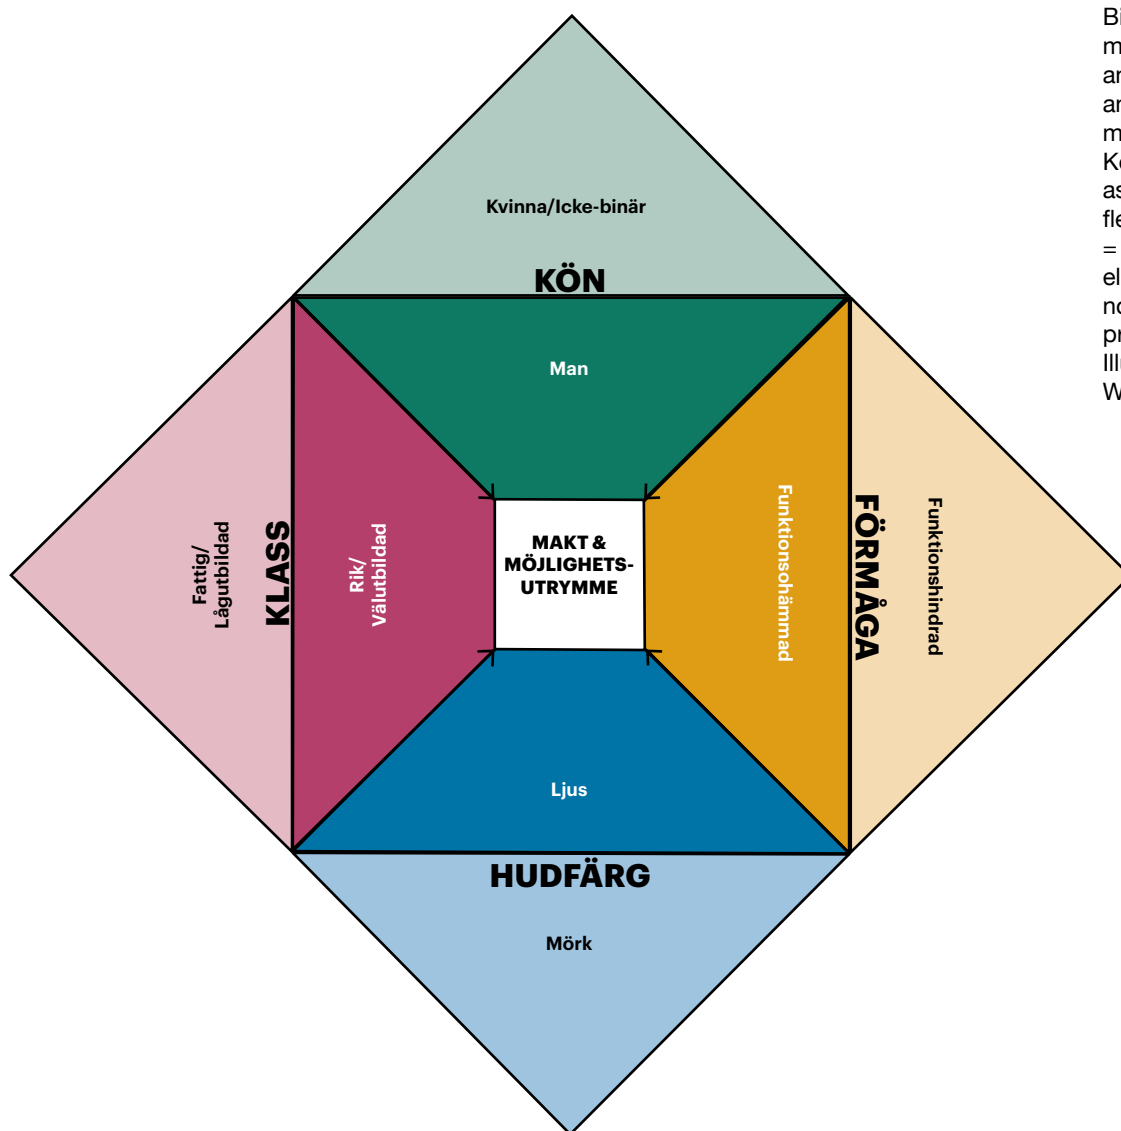 Kvinna/Icke-binär
KÖN
Man
Fattig/
Lågutbildad
KLASS
Rik/
Välutbildad
MAKT &
MÖJLIGHETS-
UTRYMME
Funktionsohämmad
FÖRMÅGA
Funktionshindrad
Ljus
HUDFÄRG
Mörk
=